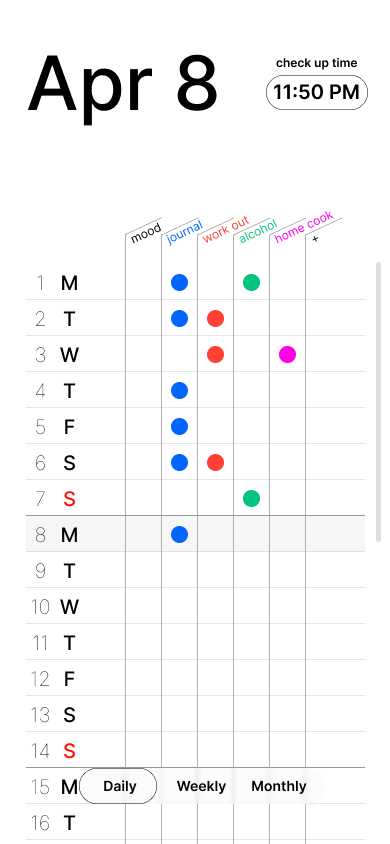 Apr 8
check up time
11:50 PM
mood journal work out alcohol home cook +
1 M
2 T
3 W
4 T
5 F
6 S
7 S
8 M
9 T
10 W
11 T
12 F
13 S
14 S
15 M
Daily Weekly Monthly
16 T